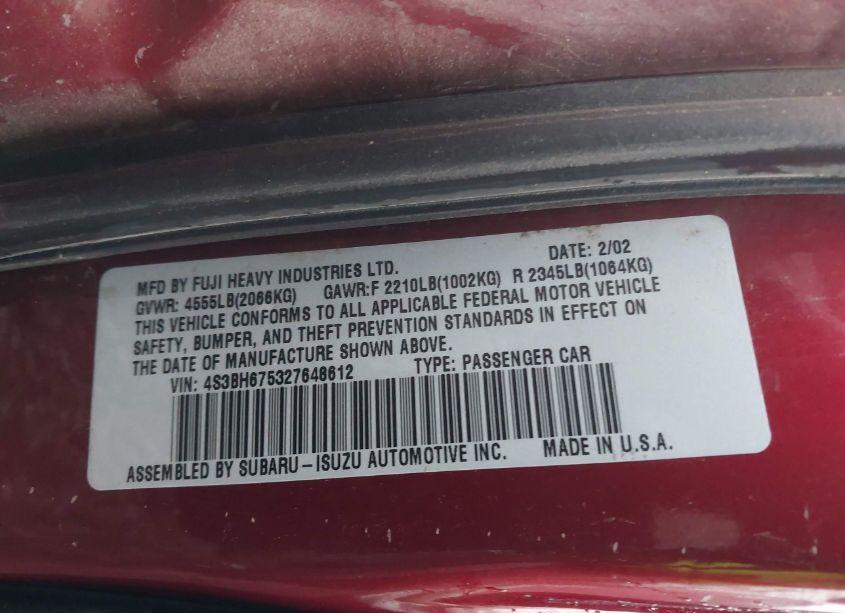 MFD BY FUJI HEAVY INDUSTRIES LTD. DATE: 2/02
GVWR: 4555LB(2066KG) GAWR:F 2210LB(1002KG) R 2345LB(1064KG)
THIS VEHICLE CONFORMS TO ALL APPLICABLE FEDERAL MOTOR VEHICLE
SAFETY, BUMPER, AND THEFT PREVENTION STANDARDS IN EFFECT ON
THE DATE OF MANUFACTURE SHOWN ABOVE.
VIN: 4S3BH675327648612 TYPE: PASSENGER CAR
ASSEMBLED BY SUBARU-ISUZU AUTOMOTIVE INC. MADE IN U.S.A.